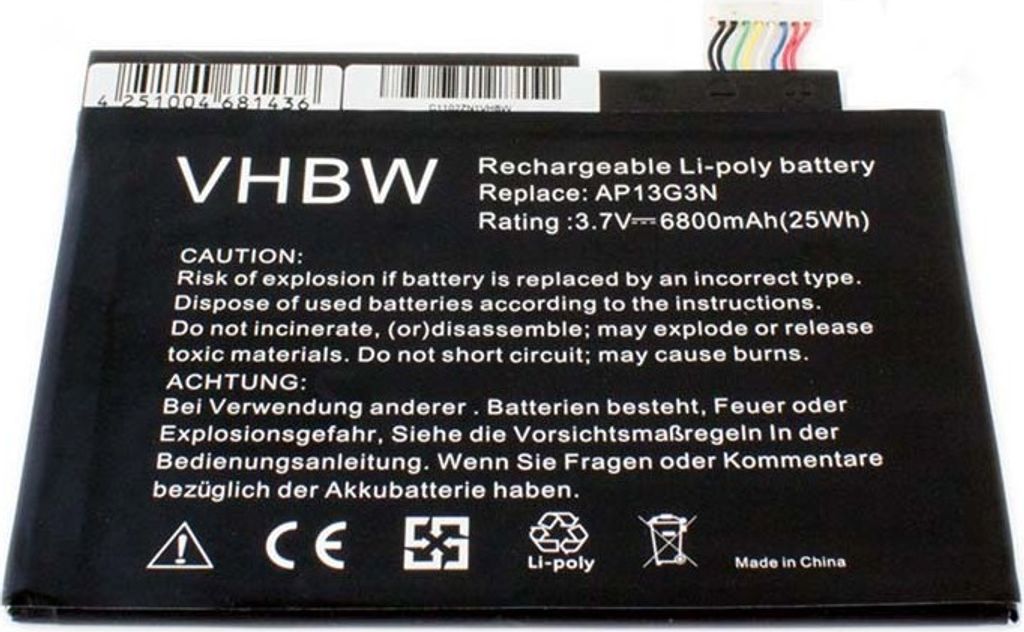 4 251004 681436
C1102ZN1VHBW
VHBW
Rechargeable Li-poly battery
Replace: AP13G3N
Rating :3.7V⎓6800mAh(25Wh)
CAUTION:
Risk of explosion if battery is replaced by an incorrect type.
Dispose of used batteries according to the instructions.
Do not incinerate, (or)disassemble; may explode or release
toxic materials. Do not short circuit; may cause burns.
ACHTUNG:
Bei Verwendung anderer . Batterien besteht, Feuer oder
Explosionsgefahr, Siehe die Vorsichtsmaßregeln In der
Bedienungsanleitung. Wenn Sie Fragen oder Kommentare
bezüglich der Akkubatterie haben.
CE
Li-poly
Made in China